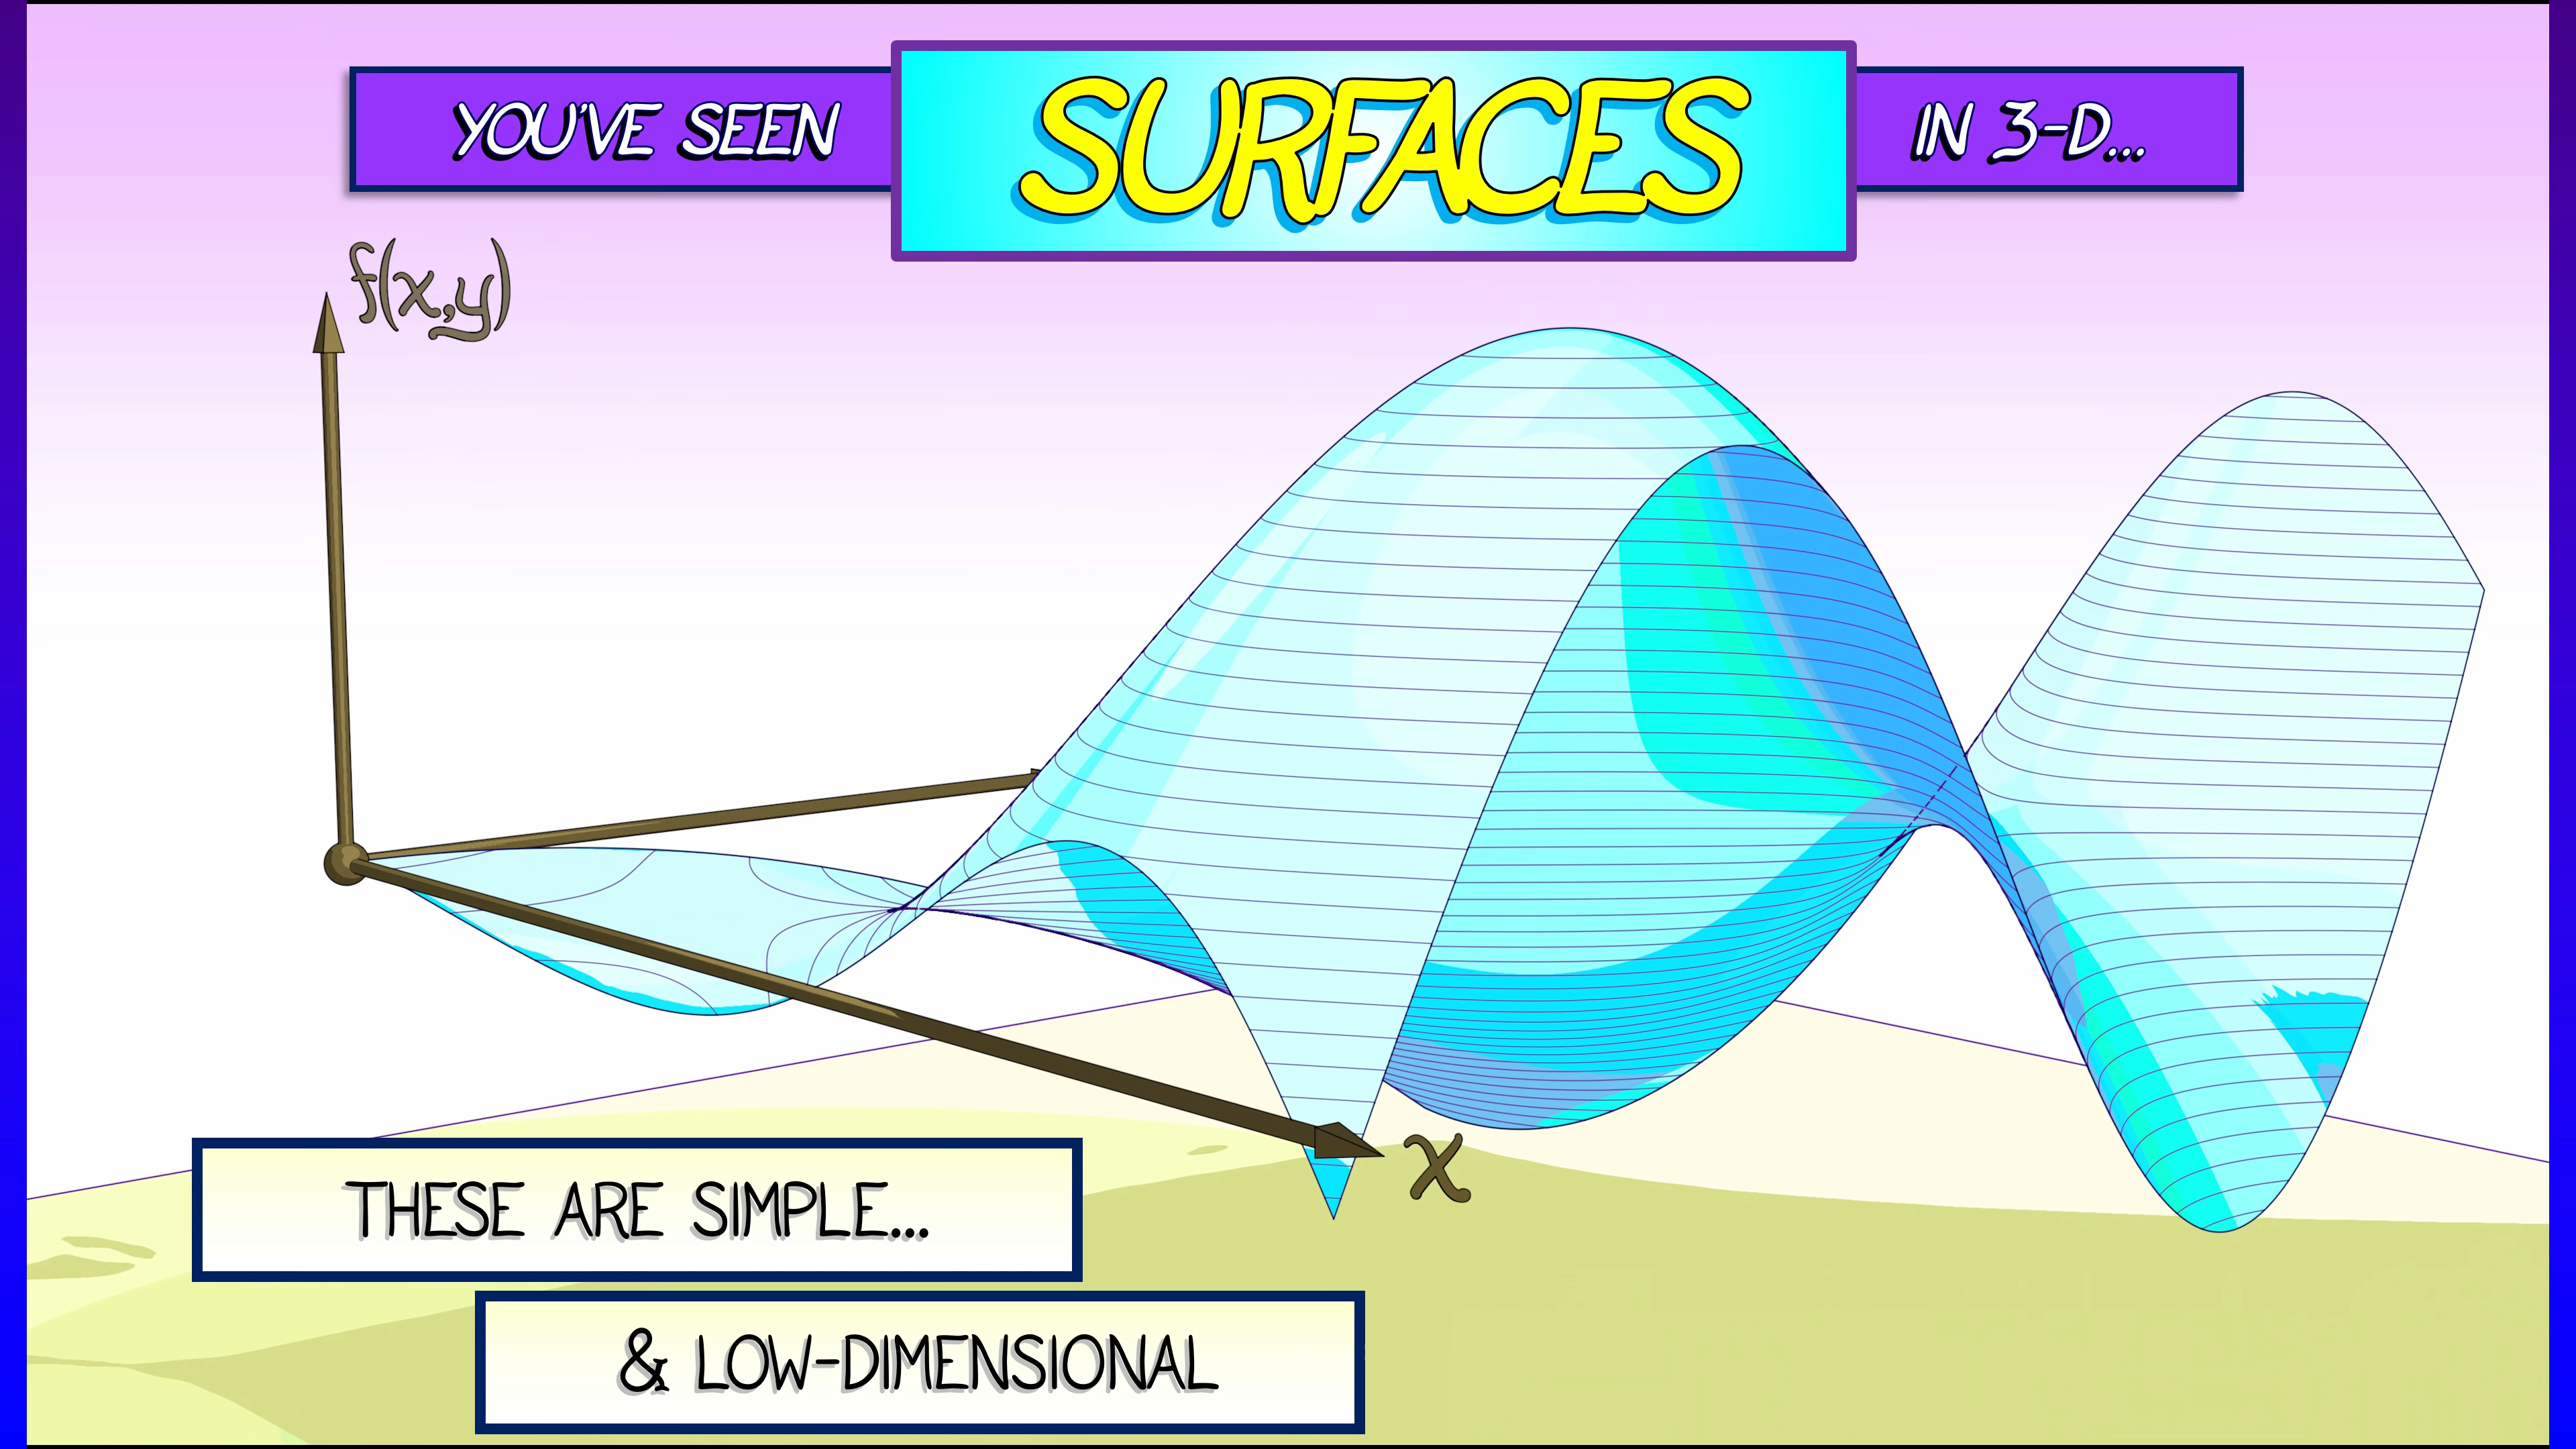 YOU'VE SEEN SURFACES IN 3-D...
f(x,y)
x
THESE ARE SIMPLE...
& LOW-DIMENSIONAL